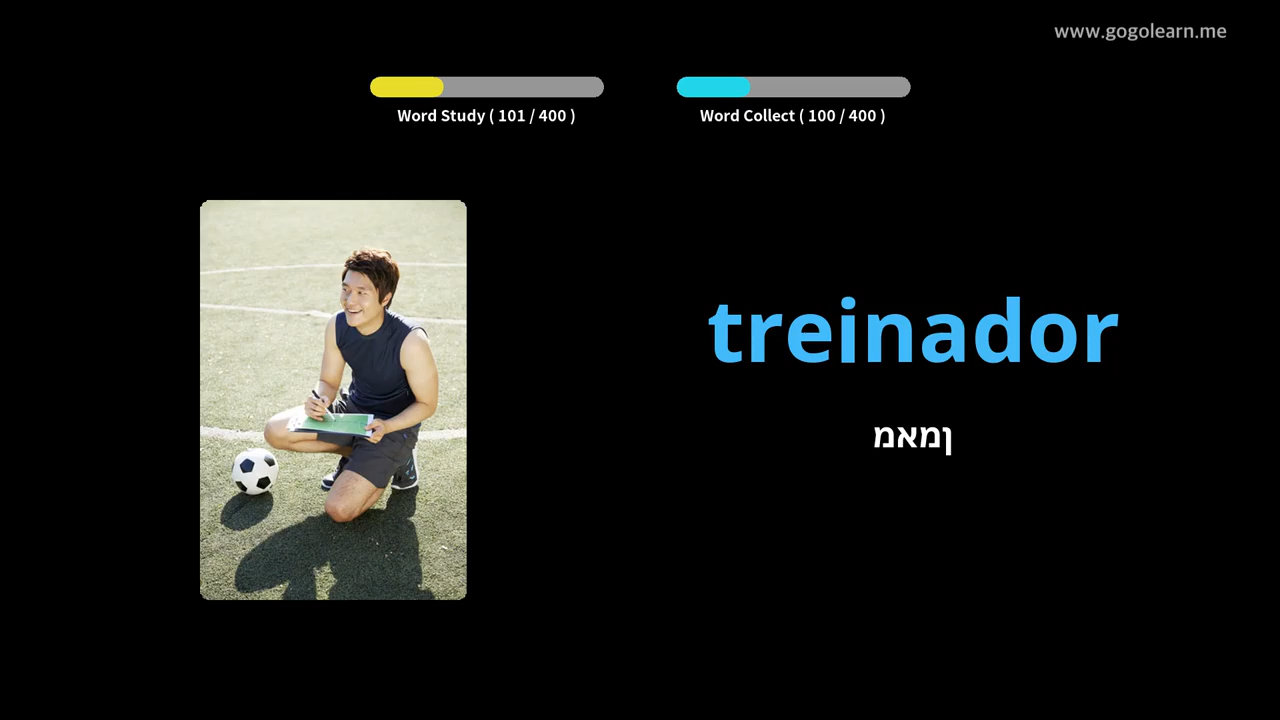 www.gogolearn.me
Word Study ( 101 / 400 )
Word Collect ( 100 / 400 )
treinador
מאמן